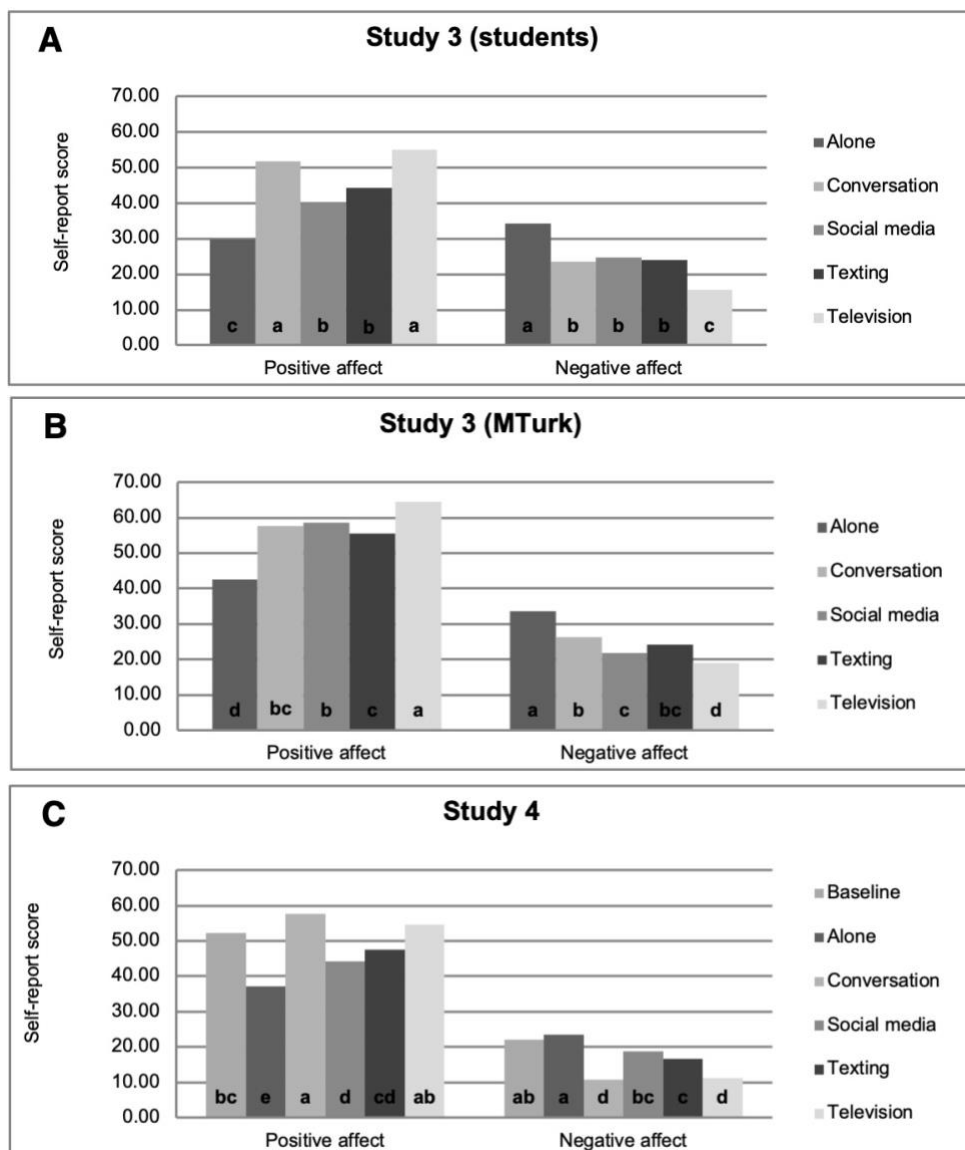 A
Study 3 (students)
Self-report score
70.00
60.00
50.00
40.00
30.00
20.00
10.00
0.00
c a b b a
a b b b c
Positive affect
Negative affect
Alone
Conversation
Social media
Texting
Television
B
Study 3 (MTurk)
Self-report score
70.00
60.00
50.00
40.00
30.00
20.00
10.00
0.00
d bc b c a
a b c bc d
Positive affect
Negative affect
Alone
Conversation
Social media
Texting
Television
C
Study 4
Self-report score
70.00
60.00
50.00
40.00
30.00
20.00
10.00
0.00
bc e a d cd ab
ab a d bc c d
Positive affect
Negative affect
Baseline
Alone
Conversation
Social media
Texting
Television